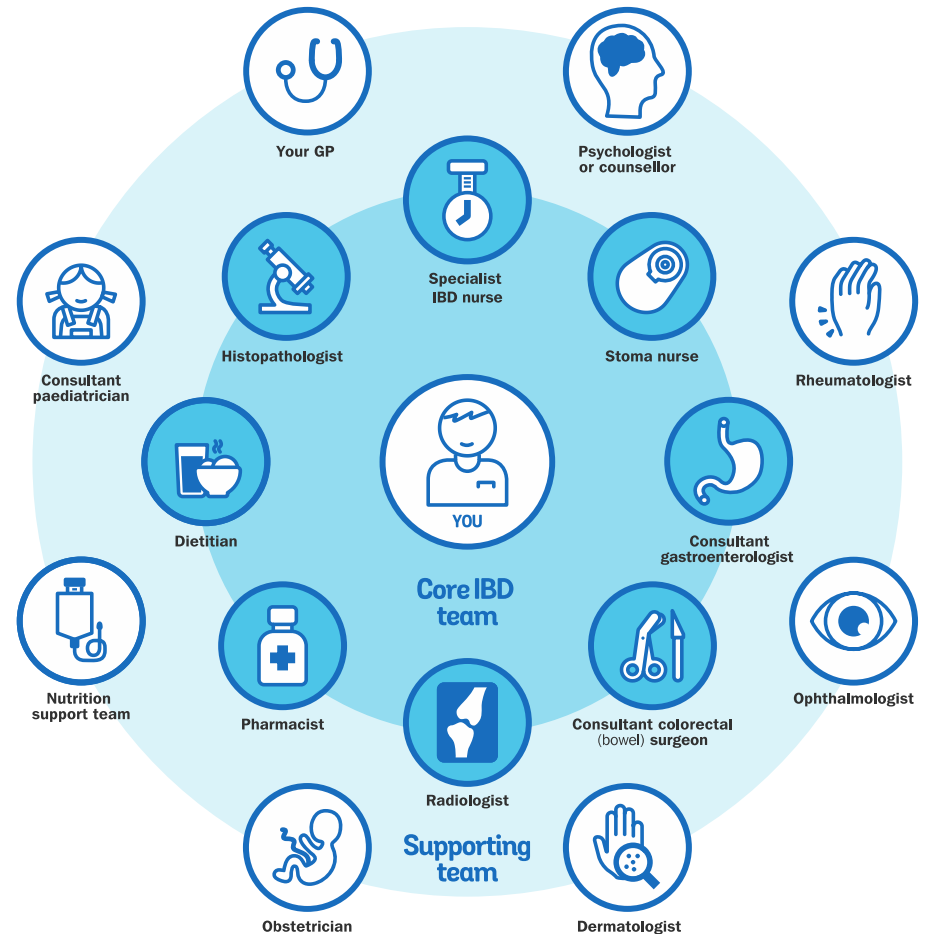 Your GP
Psychologist
or counsellor
Specialist
IBD nurse
Histopathologist
Stoma nurse
Consultant
paediatrician
Rheumatologist
YOU
Dietitian
Consultant
gastroenterologist
Core IBD
team
Nutrition
support team
Pharmacist
Consultant colorectal
(bowel) surgeon
Ophthalmologist
Radiologist
Supporting
team
Obstetrician
Dermatologist